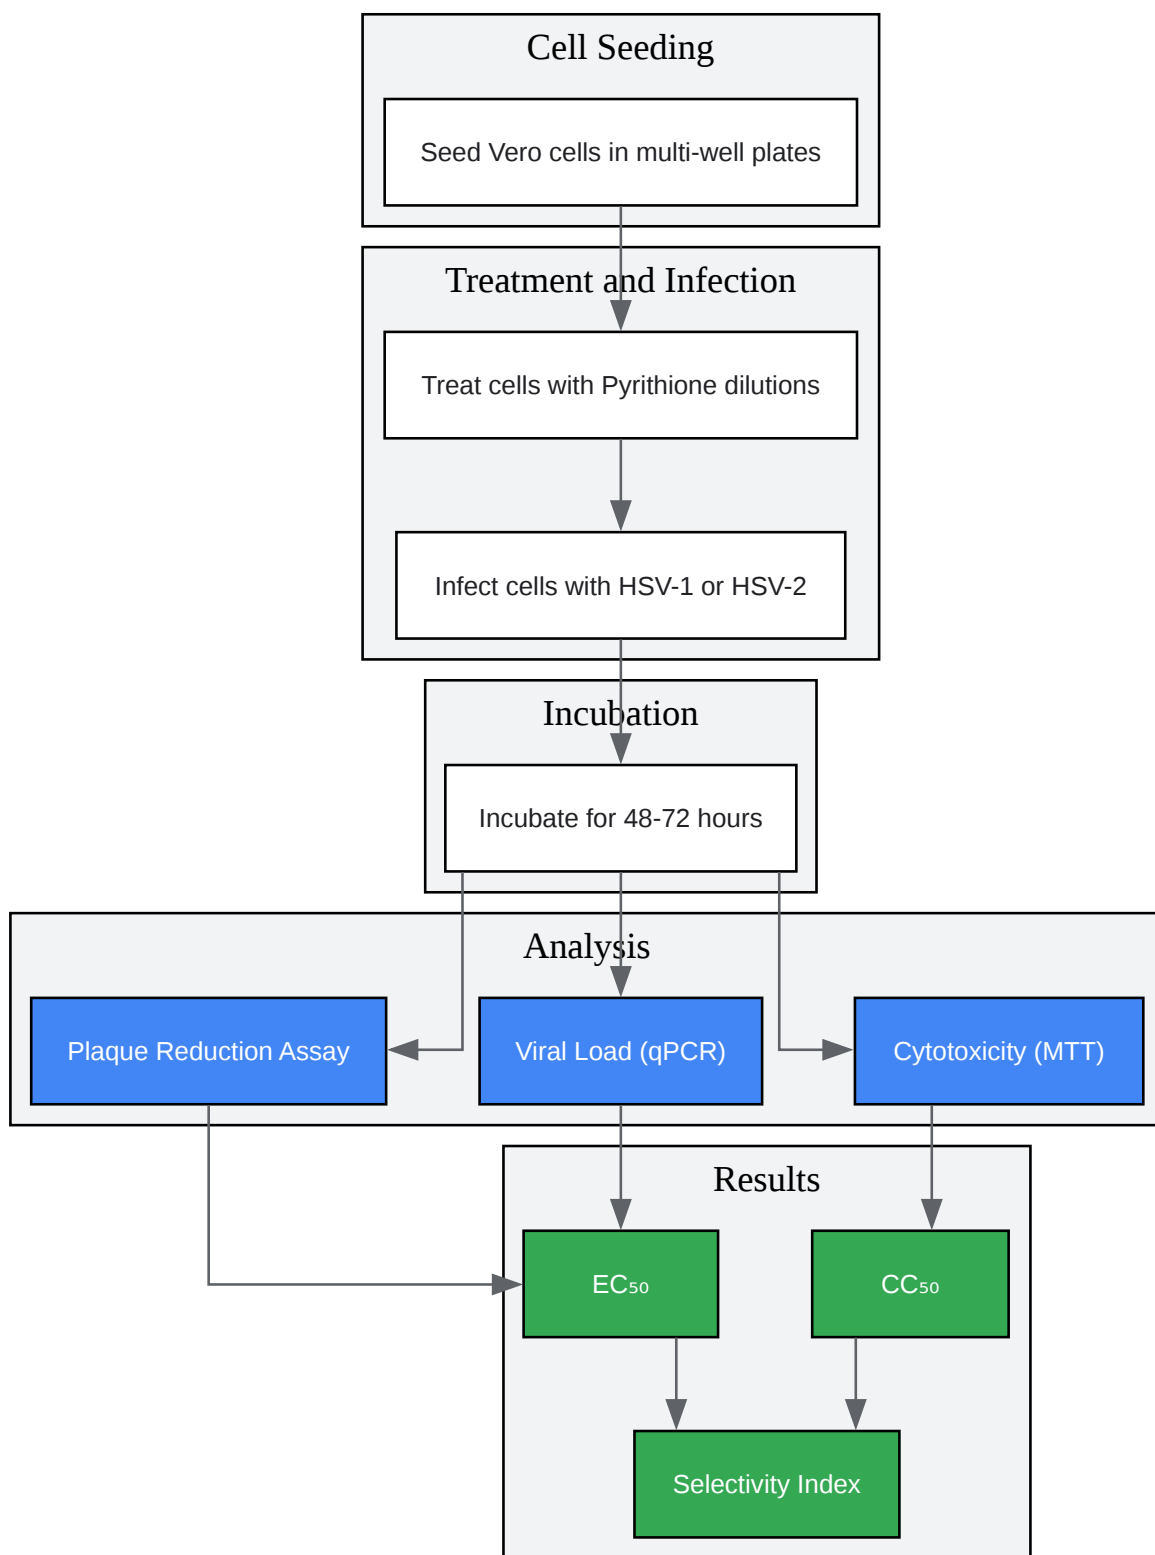 Cell Seeding
Seed Vero cells in multi-well plates
Treatment and Infection
Treat cells with Pyrithione dilutions
Infect cells with HSV-1 or HSV-2
Incubation
Incubate for 48-72 hours
Analysis
Plaque Reduction Assay
Viral Load (qPCR)
Cytotoxicity (MTT)
Results
EC₅₀
CC₅₀
Selectivity Index